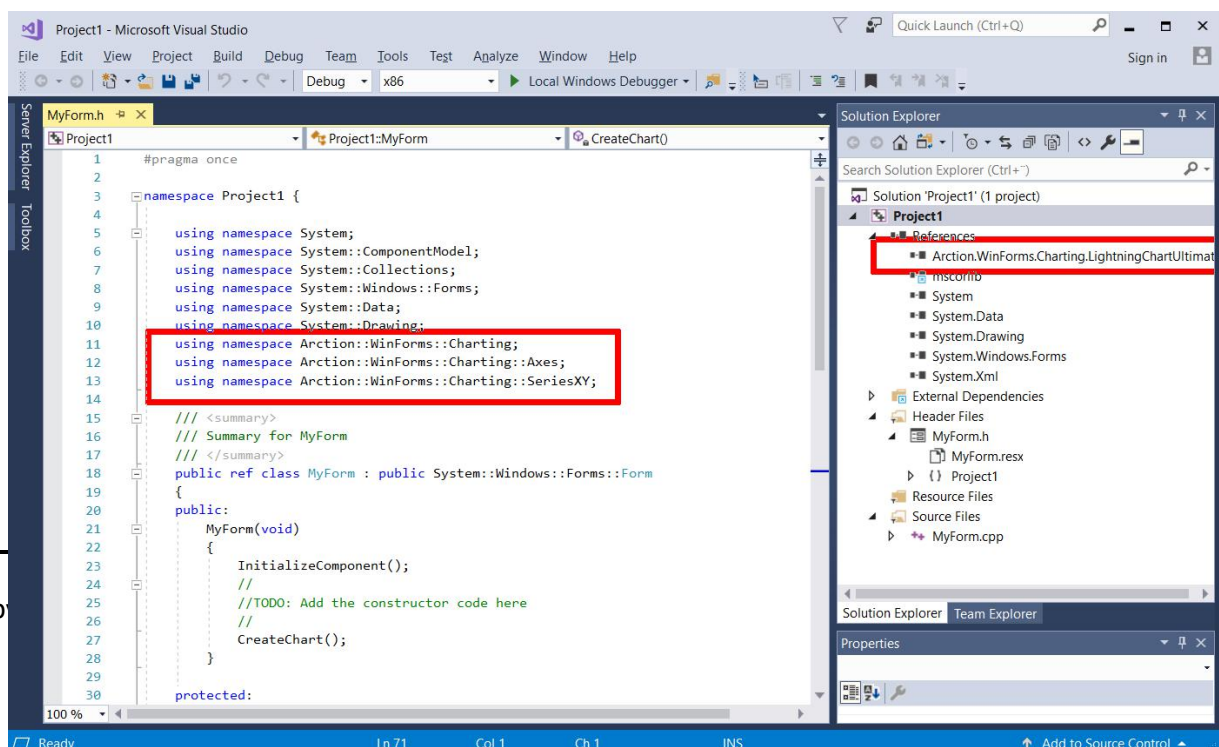 Project1 - Microsoft Visual Studio
Quick Launch (Ctrl+Q)
File Edit View Project Build Debug Team Tools Test Analyze Window Help
Sign in
Debug x86 Local Windows Debugger
Server Explorer
Toolbox
MyForm.h
Project1 Project1::MyForm CreateChart()
1 #pragma once
2
3 namespace Project1 {
4
5 using namespace System;
6 using namespace System::ComponentModel;
7 using namespace System::Collections;
8 using namespace System::Windows::Forms;
9 using namespace System::Data;
10 using namespace System::Drawing;
11 using namespace Arction::WinForms::Charting;
12 using namespace Arction::WinForms::Charting::Axes;
13 using namespace Arction::WinForms::Charting::SeriesXY;
14
15 /// <summary>
16 /// Summary for MyForm
17 /// </summary>
18 public ref class MyForm : public System::Windows::Forms::Form
19 {
20 public:
21 MyForm(void)
22 {
23 InitializeComponent();
24 //
25 //TODO: Add the constructor code here
26 //
27 CreateChart();
28 }
29
30 protected:
100 %
Solution Explorer
Search Solution Explorer (Ctrl+¨)
Solution 'Project1' (1 project)
Project1
References
Arction.WinForms.Charting.LightningChartUltimat
mscorlib
System
System.Data
System.Drawing
System.Windows.Forms
System.Xml
External Dependencies
Header Files
MyForm.h
MyForm.resx
{} Project1
Resource Files
Source Files
MyForm.cpp
Solution Explorer Team Explorer
Properties
Ready Ln 71 Col 1 Ch 1 INS Add to Source Control